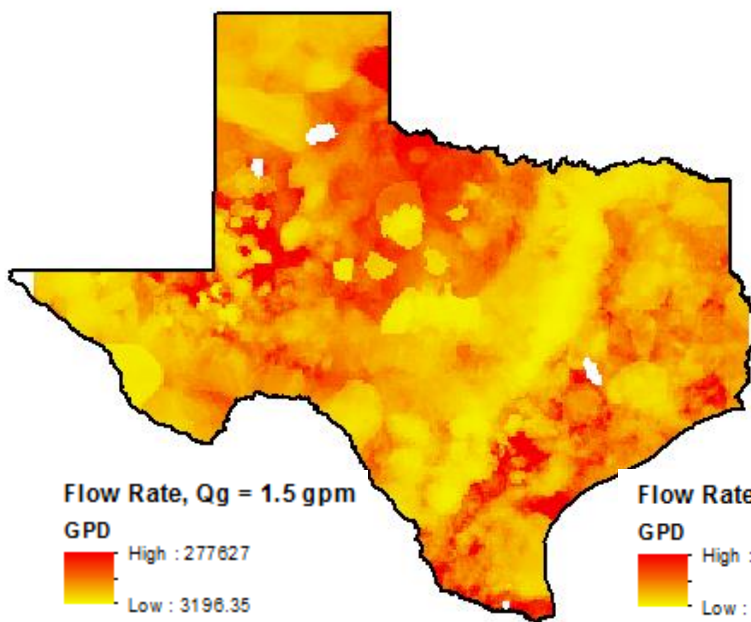 Flow Rate, Qg = 1.5 gpm
GPD
High : 277627
Low : 3196.35
Flow Rate
GPD
High :
Low :